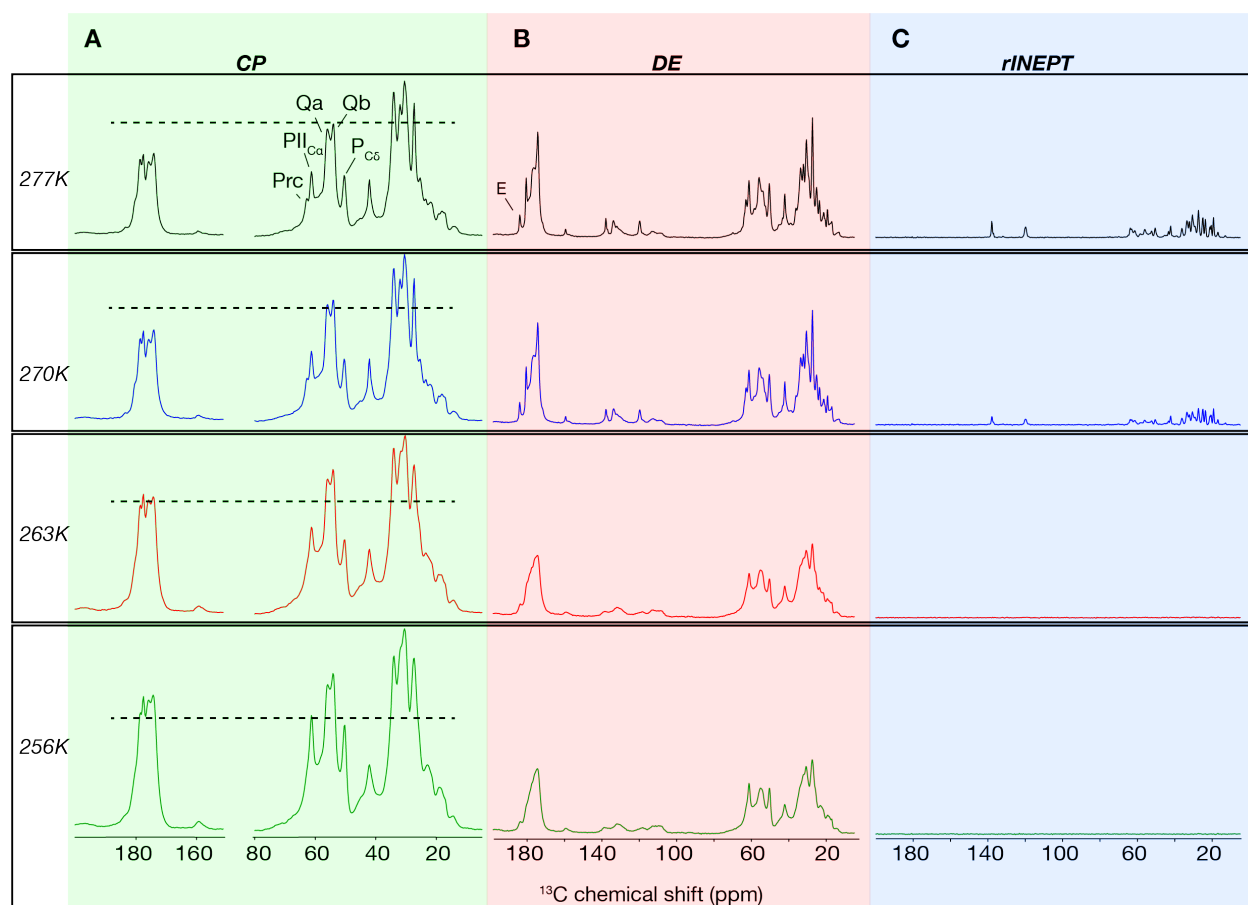 A
B
C
CP
DE
rINEPT
277K
Qa
Qb
PIICα
PCδ
Prc
E
270K
263K
256K
180 160 80 60 40 20
180 140 100 60 20
180 140 100 60 20
13C chemical shift (ppm)